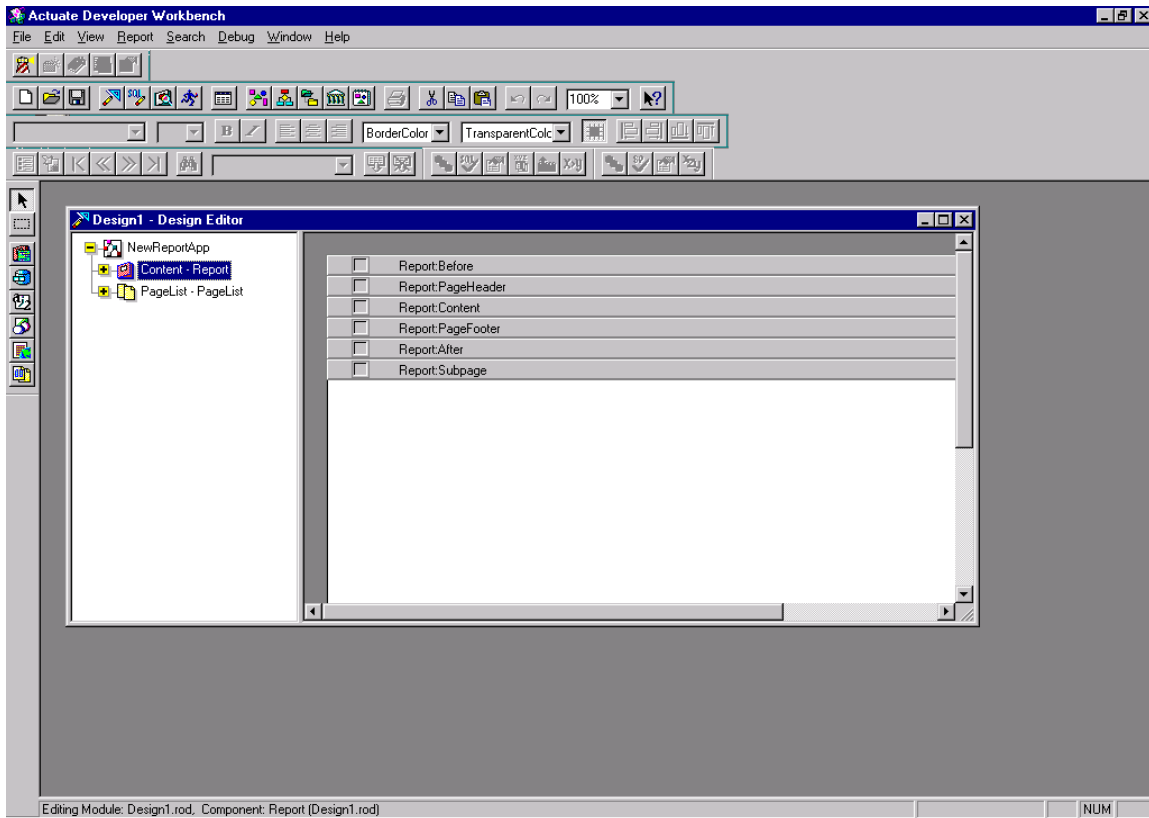 Actuate Developer Workbench
File Edit View Report Search Debug Window Help
SQL 100%
B I BorderColor TransparentColc
Design1 - Design Editor
NewReportApp
Content - Report
PageList - PageList
Report:Before
Report:PageHeader
Report:Content
Report:PageFooter
Report:After
Report:Subpage
Editing Module: Design1.rod, Component: Report (Design1.rod) NUM